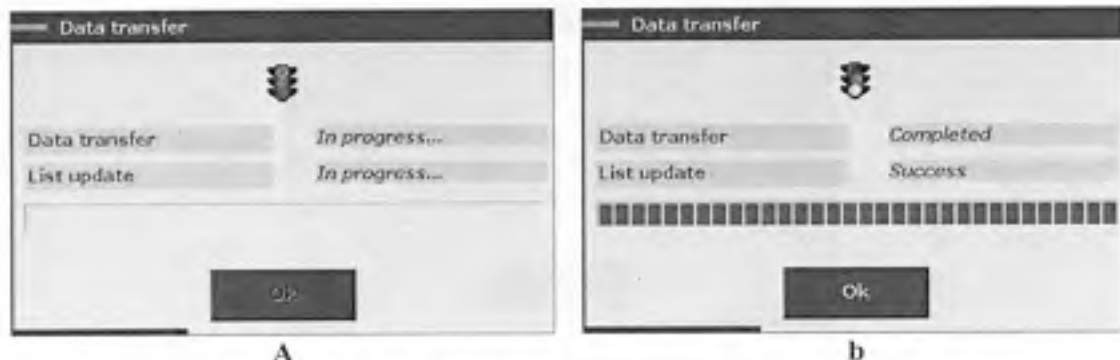 Data transfer
Data transfer In progress...
List update In progress...
Ok
A
Data transfer
Data transfer Completed
List update Success
Ok
b